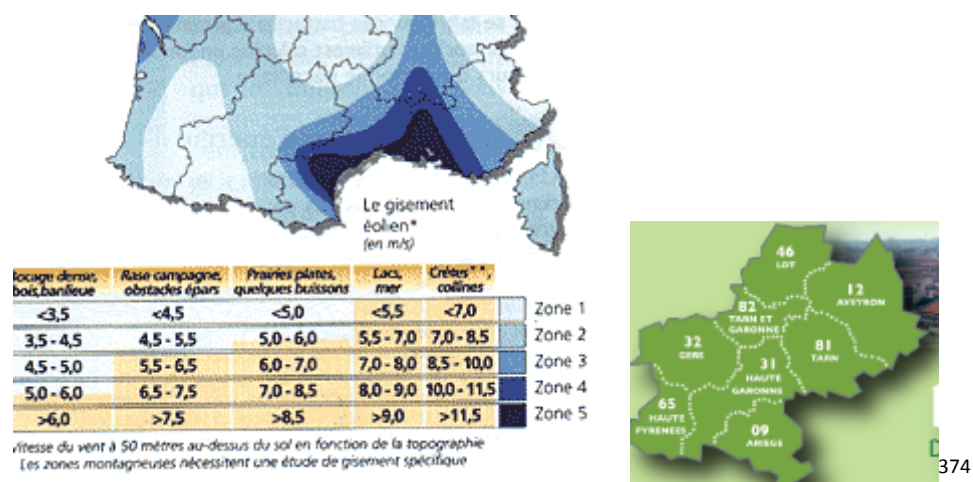 Le gisement
éolien*
(en m/s)
bocage dense, Rase campagne, Prairies plates, Lacs, Crêtes**,
bois, banlieue obstacles épars quelques buissons mer collines
<3,5 <4,5 <5,0 <5,5 <7,0 Zone 1
3,5 - 4,5 4,5 - 5,5 5,0 - 6,0 5,5 - 7,0 7,0 - 8,5 Zone 2
4,5 - 5,0 5,5 - 6,5 6,0 - 7,0 7,0 - 8,0 8,5 - 10,0 Zone 3
5,0 - 6,0 6,5 - 7,5 7,0 - 8,5 8,0 - 9,0 10,0 - 11,5 Zone 4
>6,0 >7,5 >8,5 >9,0 >11,5 Zone 5
Vitesse du vent à 50 mètres au-dessus du sol en fonction de la topographie
Les zones montagneuses nécessitent une étude de gisement spécifique
46
LOT
12
AVEYRON
82
TARN ET
GARONNE
32
GERS
81
TARN
31
HAUTE
GARONNE
65
HAUTE
PYRENEES
09
ARIEGE
D
374